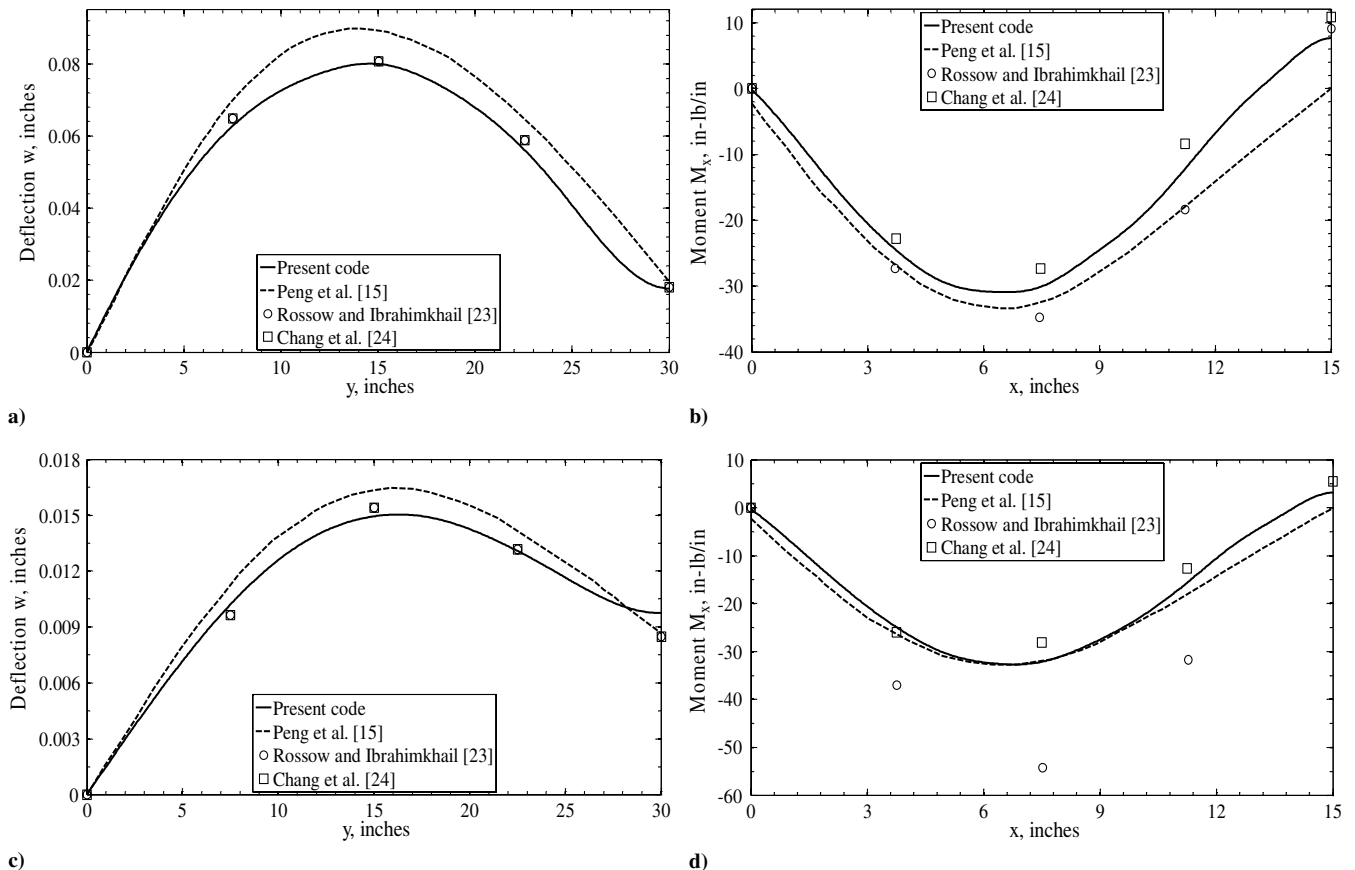 0.08
0.06
0.04
0.02
0
Deflection w, inches
Present code
Peng et al. [15]
Rossow and Ibrahimkhail [23]
Chang et al. [24]
0 5 10 15 20 25 30
y, inches
a)
10
0
-10
-20
-30
-40
Moment Mx, in-lb/in
Present code
Peng et al. [15]
Rossow and Ibrahimkhail [23]
Chang et al. [24]
0 3 6 9 12 15
x, inches
b)
0.018
0.015
0.012
0.009
0.006
0.003
0
Deflection w, inches
Present code
Peng et al. [15]
Rossow and Ibrahimkhail [23]
Chang et al. [24]
0 5 10 15 20 25 30
y, inches
c)
10
0
-10
-20
-30
-40
-50
-60
Moment Mx, in-lb/in
Present code
Peng et al. [15]
Rossow and Ibrahimkhail [23]
Chang et al. [24]
0 3 6 9 12 15
x, inches
d)